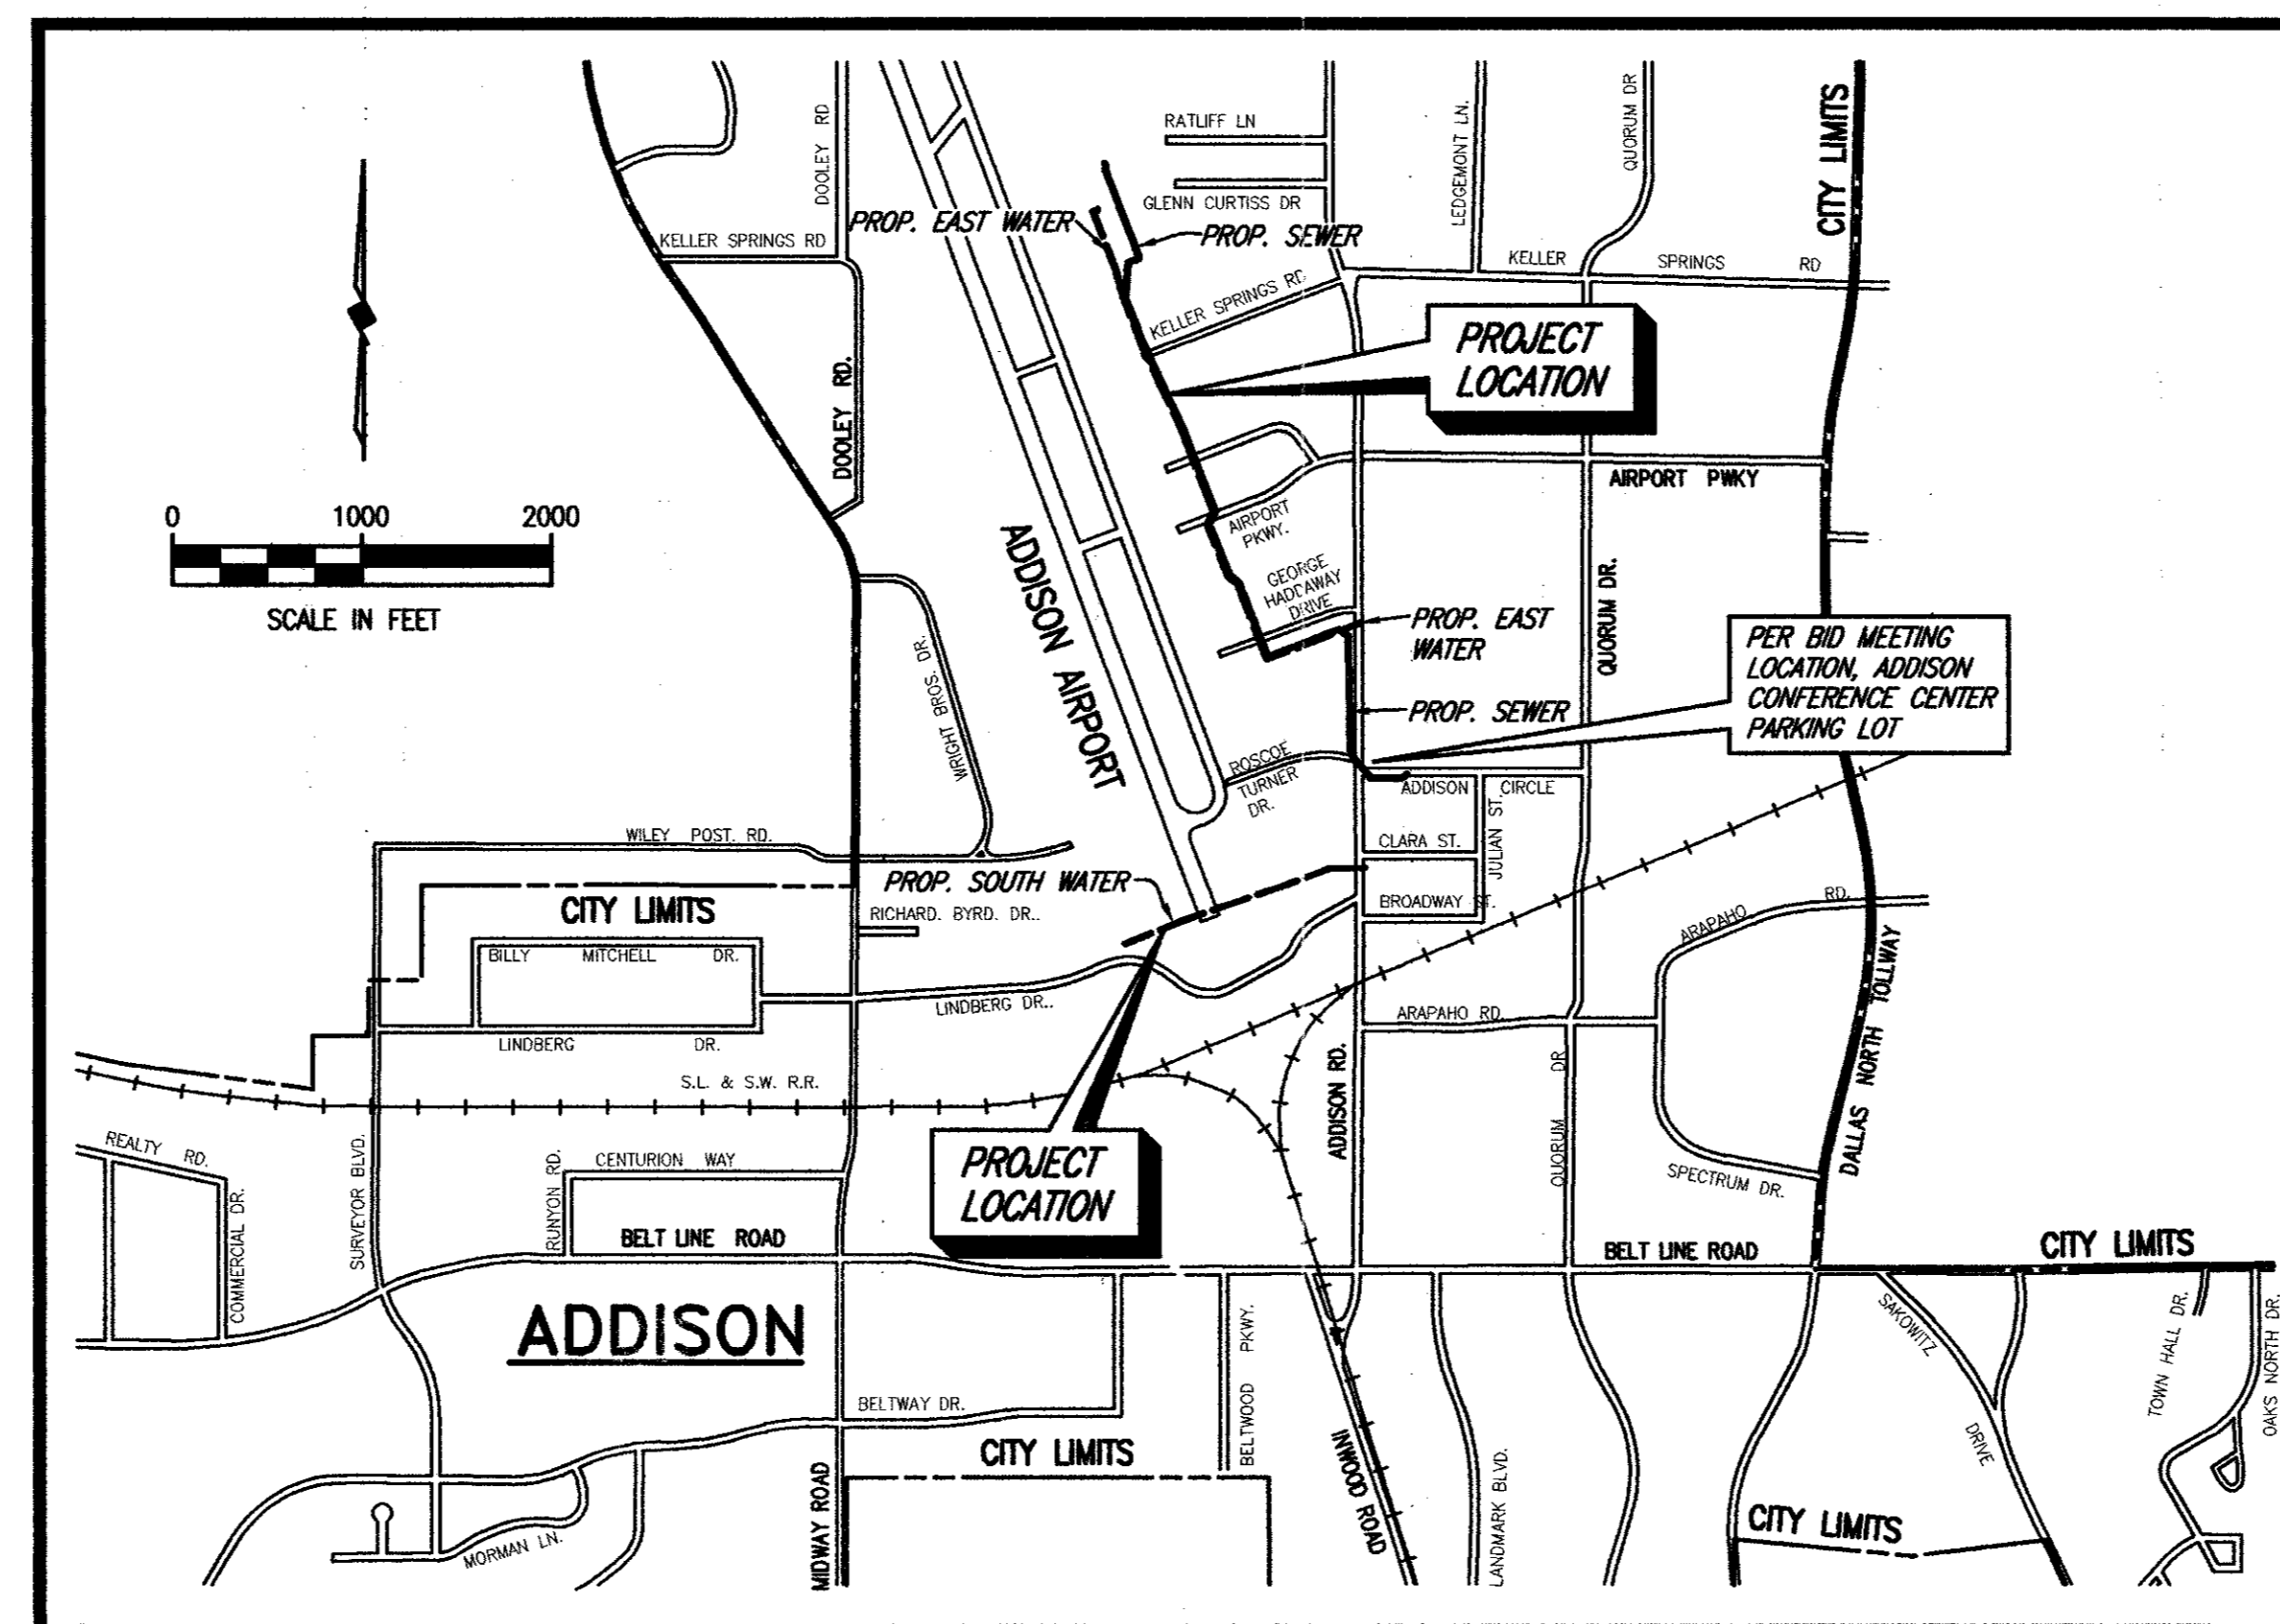 RATLIFF LN
DOOLEY RD
LEDGEMONT LN.
QUORUM DR
CITY LIMITS
GLENN CURTISS DR
PROP. EAST WATER
PROP. SEWER
KELLER SPRINGS RD
KELLER SPRINGS RD
KELLER SPRINGS RD
PROJECT
LOCATION
DOOLEY RD.
AIRPORT PWKY
0 1000 2000
SCALE IN FEET
AIRPORT
PKWY.
ADDISON AIRPORT
GEORGE
HADDAWAY
DRIVE
QUORUM DR.
PROP. EAST
WATER
PER BID MEETING
LOCATION, ADDISON
CONFERENCE CENTER
PARKING LOT
WRIGHT BROS. DR.
PROP. SEWER
ROSCOE
TURNER
DR.
ADDISON CIRCLE
JULIAN ST.
WILEY POST. RD.
CLARA ST.
PROP. SOUTH WATER
CITY LIMITS
RICHARD. BYRD. DR..
BROADWAY ST.
ARAPAHO RD.
BILLY MITCHELL DR.
LINDBERG DR..
DALLAS NORTH TOLLWAY
ARAPAHO RD.
LINDBERG DR.
S.L. & S.W. R.R.
ADDISON RD.
QUORUM DR
REALTY RD.
COMMERCIAL DR.
SURVEYOR BLVD.
RUNYON RD.
CENTURION WAY
PROJECT
LOCATION
SPECTRUM DR.
BELT LINE ROAD
BELT LINE ROAD
CITY LIMITS
ADDISON
BELTWOOD PKWY.
SAKOWITZ DRIVE
TOWN HALL DR.
OAKS NORTH DR.
BELTWAY DR.
CITY LIMITS
INWOOD ROAD
LANDMARK BLVD.
MIDWAY ROAD
MORMAN LN.
CITY LIMITS